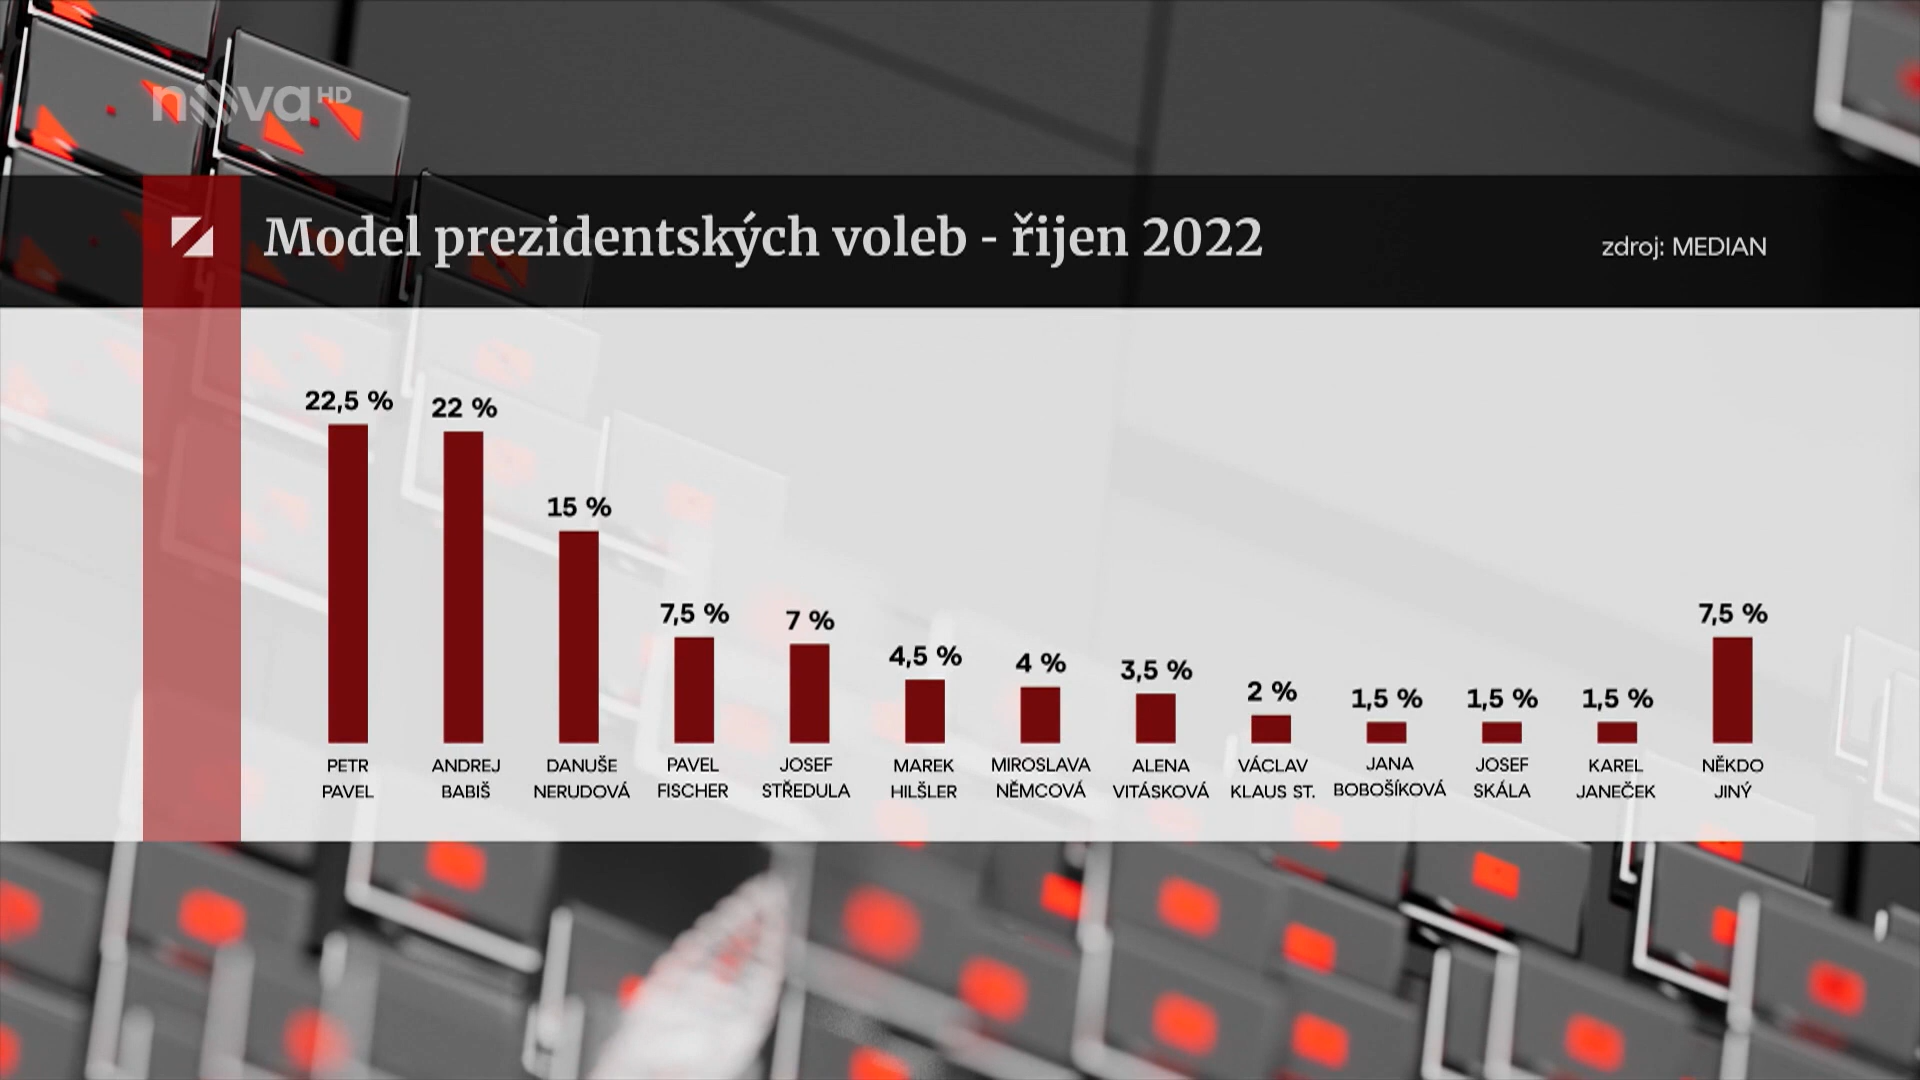 nova HD
Model prezidentských voleb - řijen 2022
zdroj: MEDIAN
22,5 %
22 %
15 %
7,5 %
7 %
4,5 %
4 %
3,5 %
2 %
1,5 %
1,5 %
1,5 %
7,5 %
PETR
PAVEL
ANDREJ
BABIŠ
DANUŠE
NERUDOVÁ
PAVEL
FISCHER
JOSEF
STŘEDULA
MAREK
HILŠLER
MIROSLAVA
NĚMCOVÁ
ALENA
VITÁSKOVÁ
VÁCLAV
KLAUS ST.
JANA
BOBOŠÍKOVÁ
JOSEF
SKÁLA
KAREL
JANEČEK
NĚKDO
JINÝ